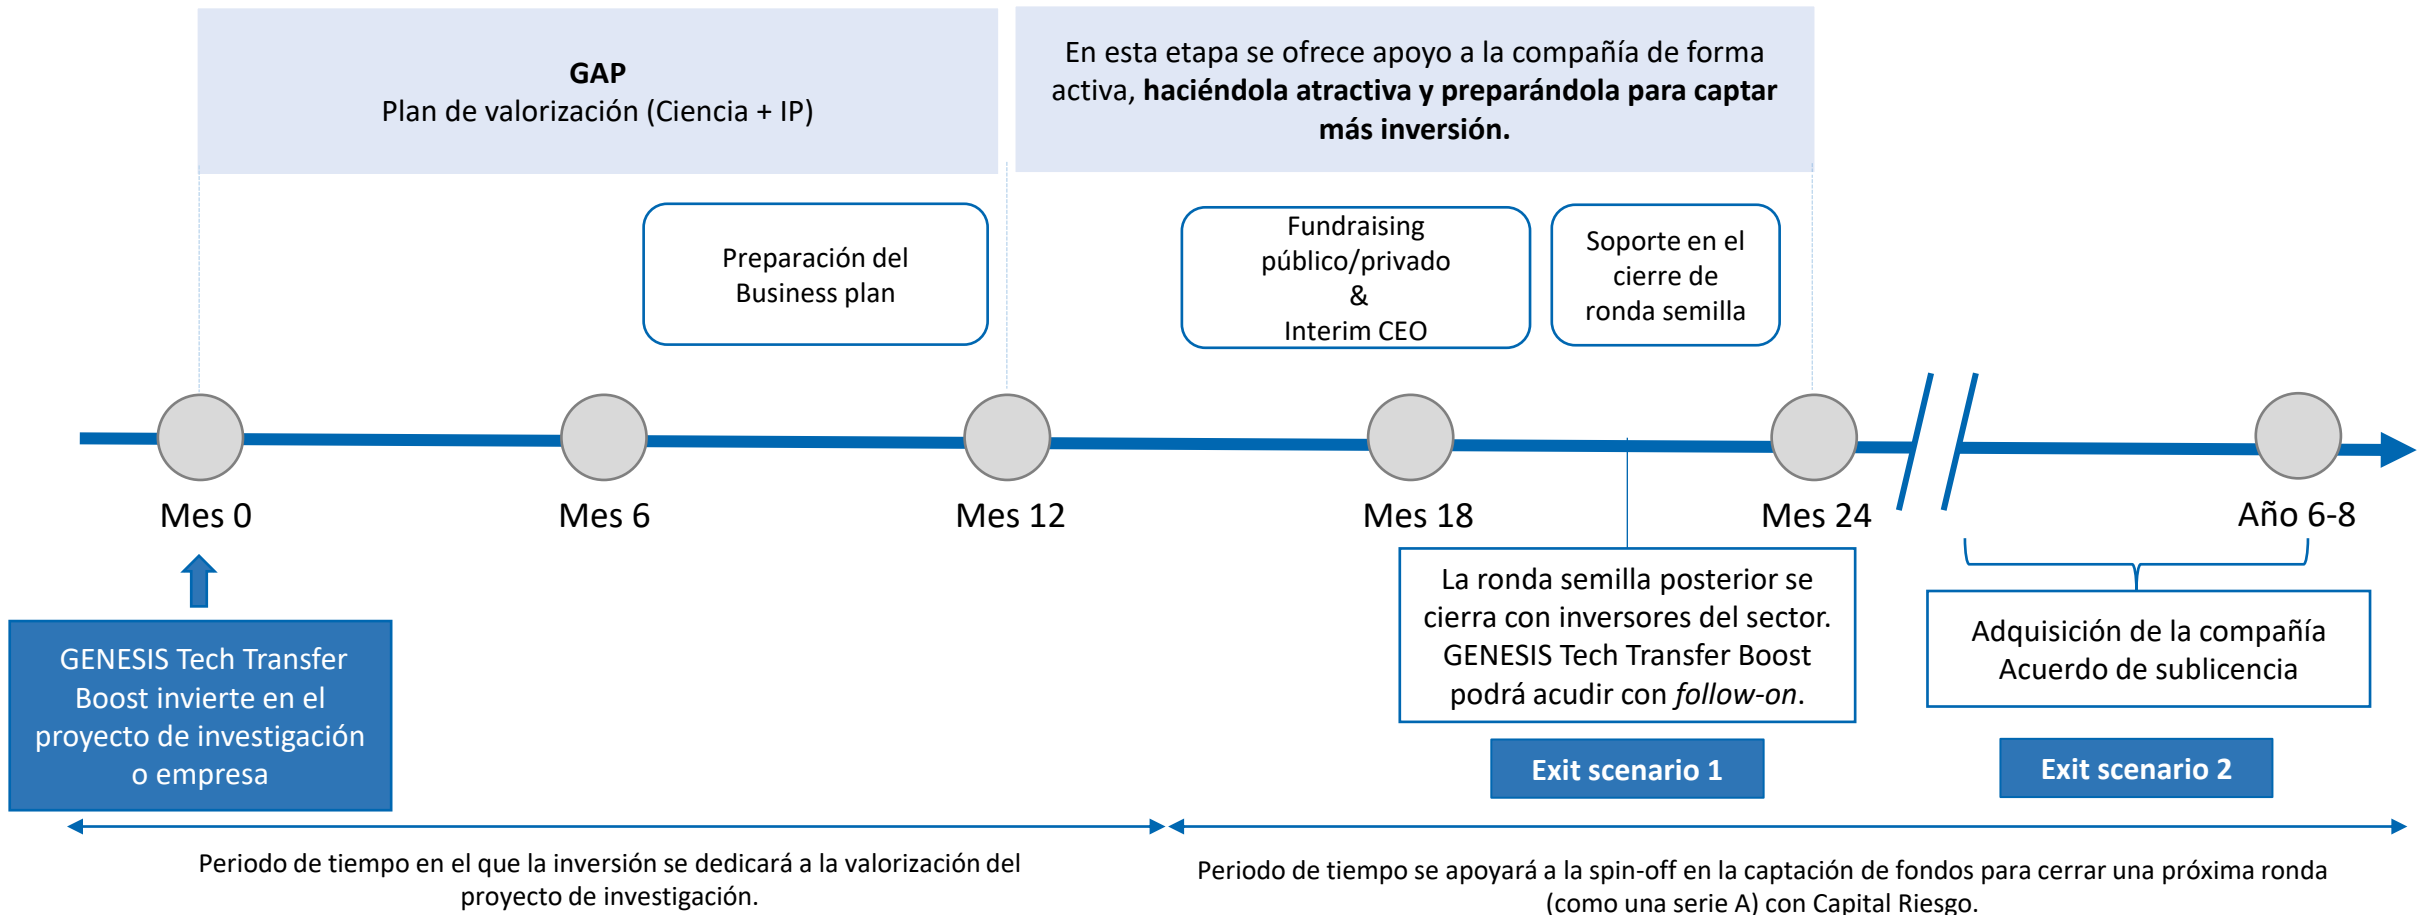 GAP
Plan de valorización (Ciencia + IP)
En esta etapa se ofrece apoyo a la compañía de forma
activa, haciéndola atractiva y preparándola para captar
más inversión.
Preparación del
Business plan
Fundraising
público/privado
&
Interim CEO
Soporte en el
cierre de
ronda semilla
Mes 0
Mes 6
Mes 12
Mes 18
Mes 24
Año 6-8
GENESIS Tech Transfer
Boost invierte en el
proyecto de investigación
o empresa
La ronda semilla posterior se
cierra con inversores del sector.
GENESIS Tech Transfer Boost
podrá acudir con follow-on.
Adquisición de la compañía
Acuerdo de sublicencia
Exit scenario 1
Exit scenario 2
Periodo de tiempo en el que la inversión se dedicará a la valorización del
proyecto de investigación.
Periodo de tiempo se apoyará a la spin-off en la captación de fondos para cerrar una próxima ronda
(como una serie A) con Capital Riesgo.